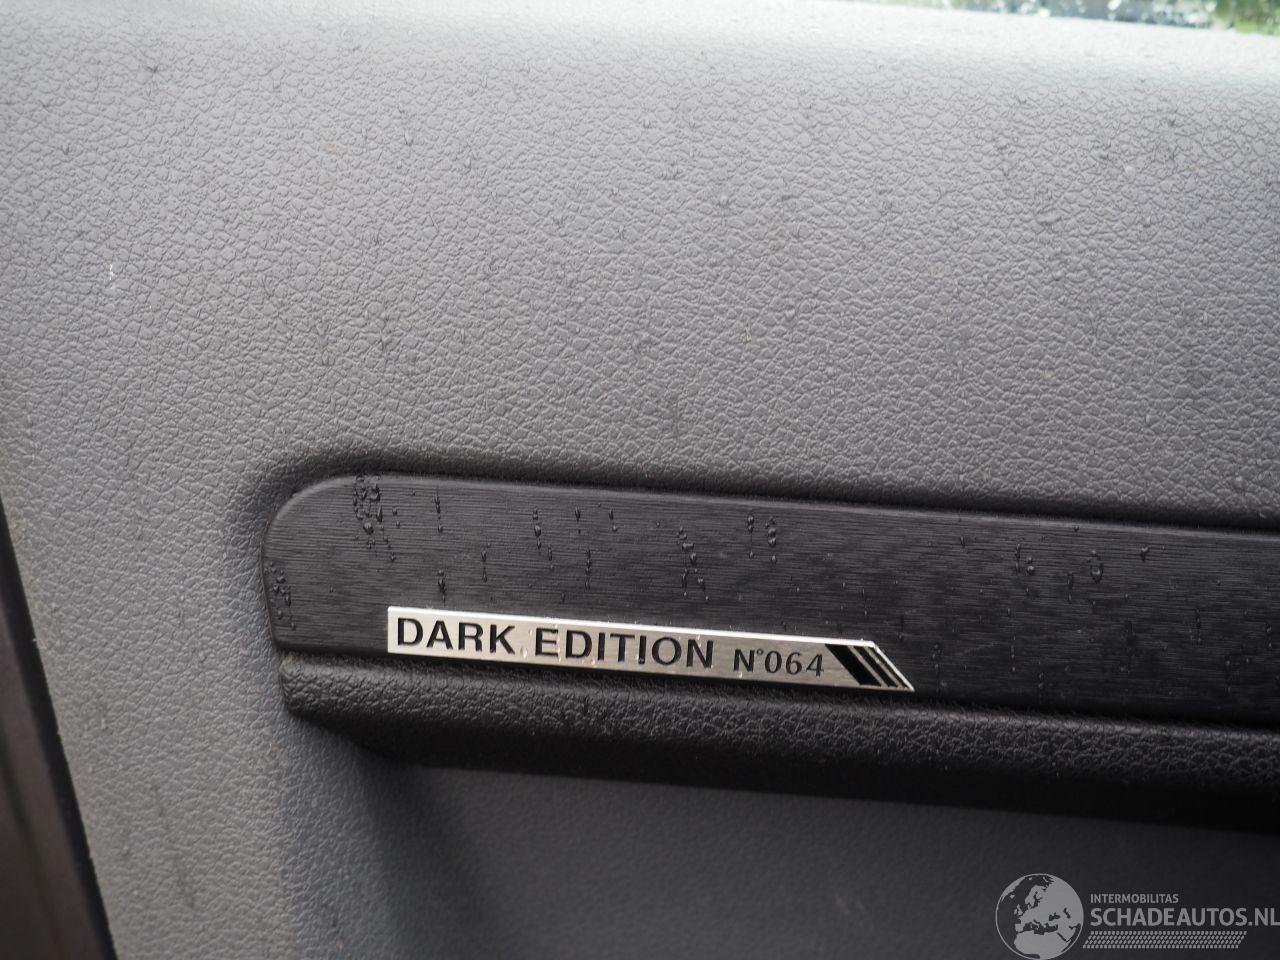 DARK EDITION N°064
INTERMOBILITAS
SCHADEAUTOS.NL